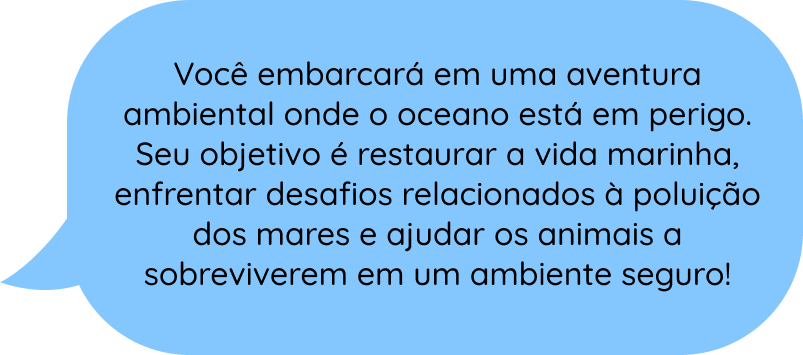 Você embarcará em uma aventura
ambiental onde o oceano está em perigo.
Seu objetivo é restaurar a vida marinha,
enfrentar desafios relacionados à poluição
dos mares e ajudar os animais a
sobreviverem em um ambiente seguro!